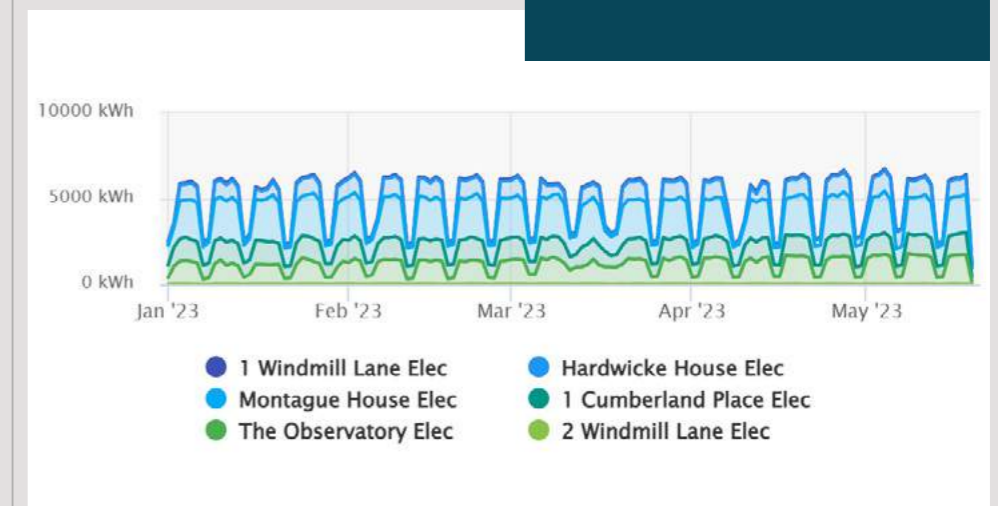 10000 kWh
5000 kWh
0 kWh
Jan '23 Feb '23 Mar '23 Apr '23 May '23
1 Windmill Lane Elec Hardwicke House Elec
Montague House Elec 1 Cumberland Place Elec
The Observatory Elec 2 Windmill Lane Elec